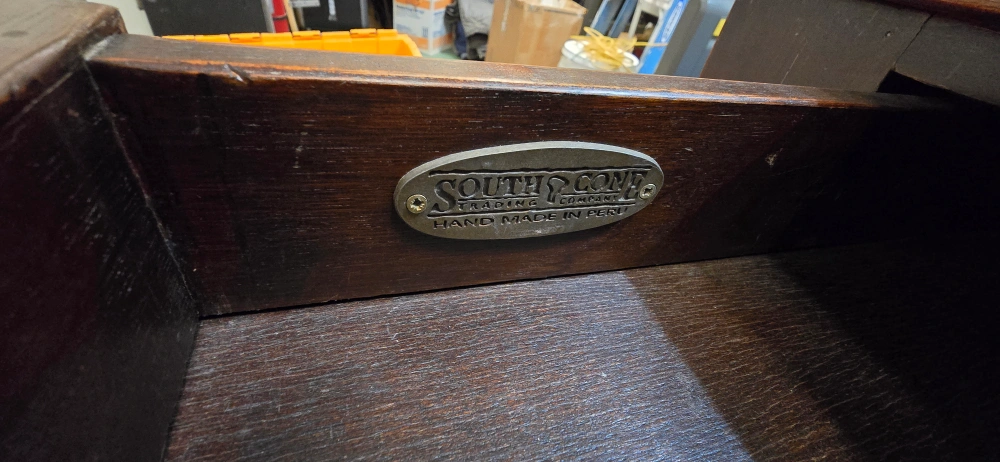 SOUTH CONE
TRADING COMPANY
HAND MADE IN PERU